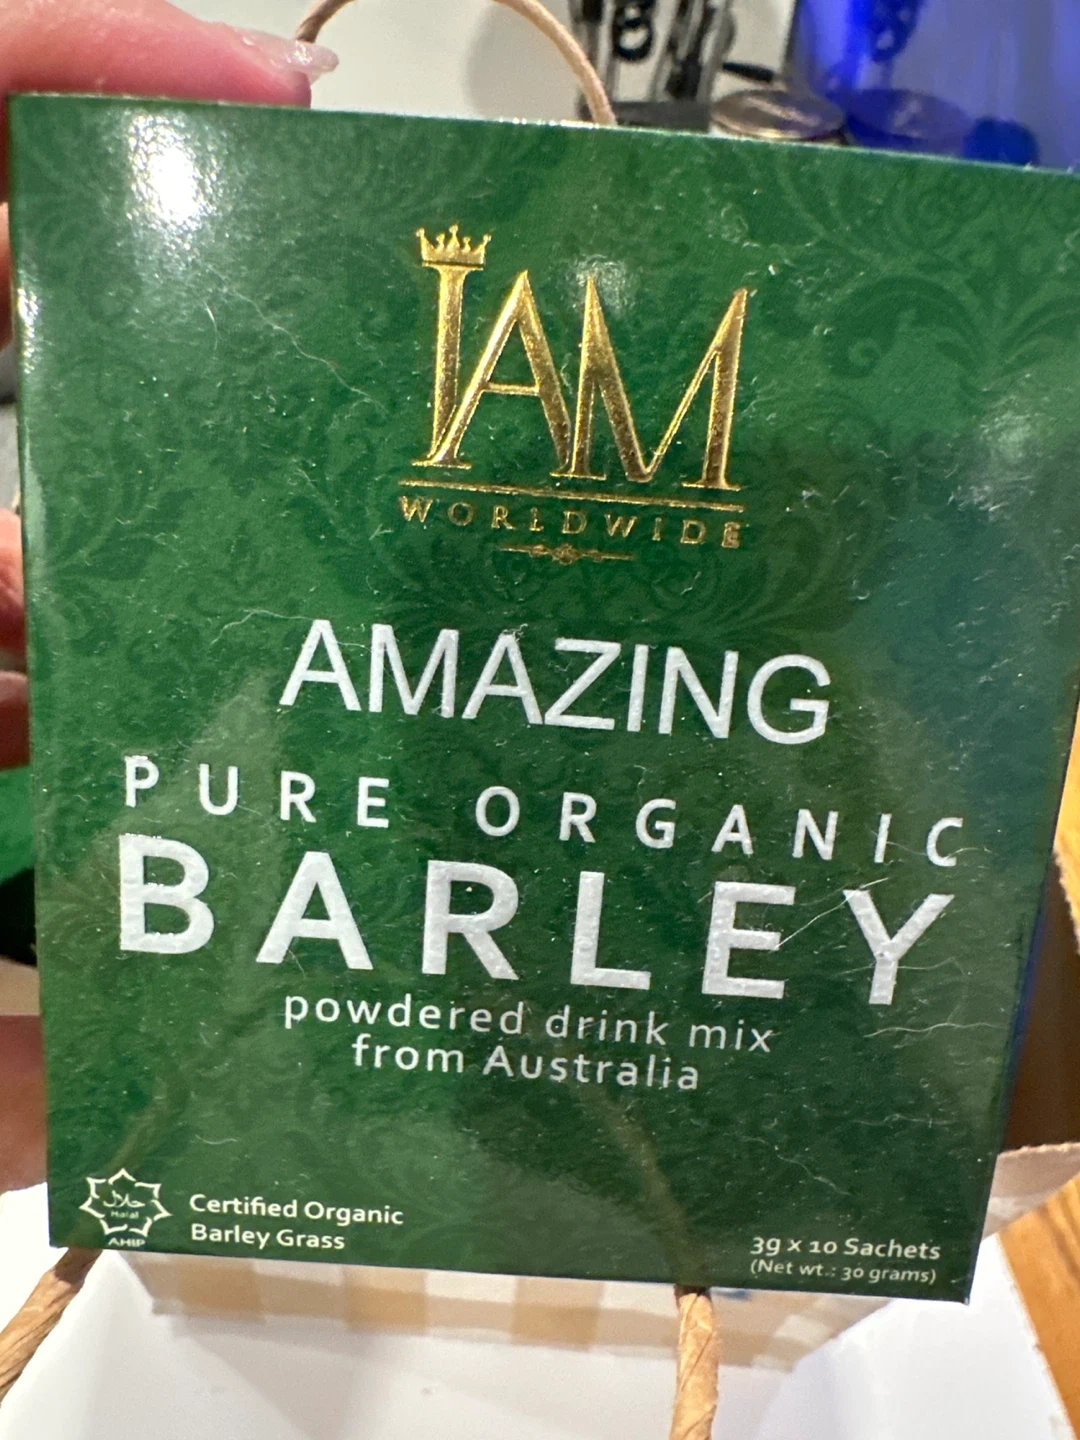 IAM
WORLDWIDE
AMAZING
PURE ORGANIC
BARLEY
powdered drink mix
from Australia
حلال
Halal
AHIP
Certified Organic
Barley Grass
3g x 10 Sachets
(Net wt.: 30 grams)